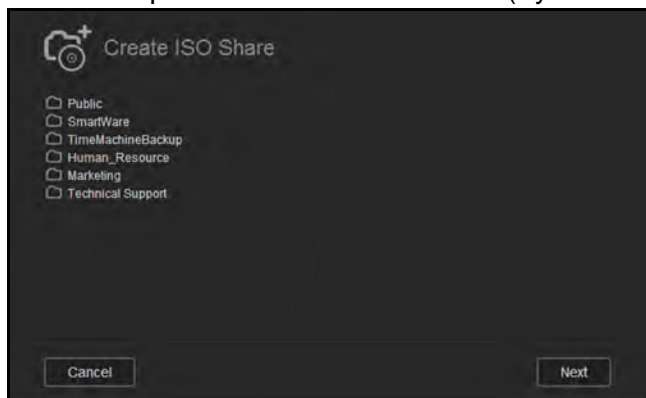 Create ISO Share
Public
SmartWare
TimeMachineBackup
Human_Resource
Marketing
Technical Support
Cancel
Next